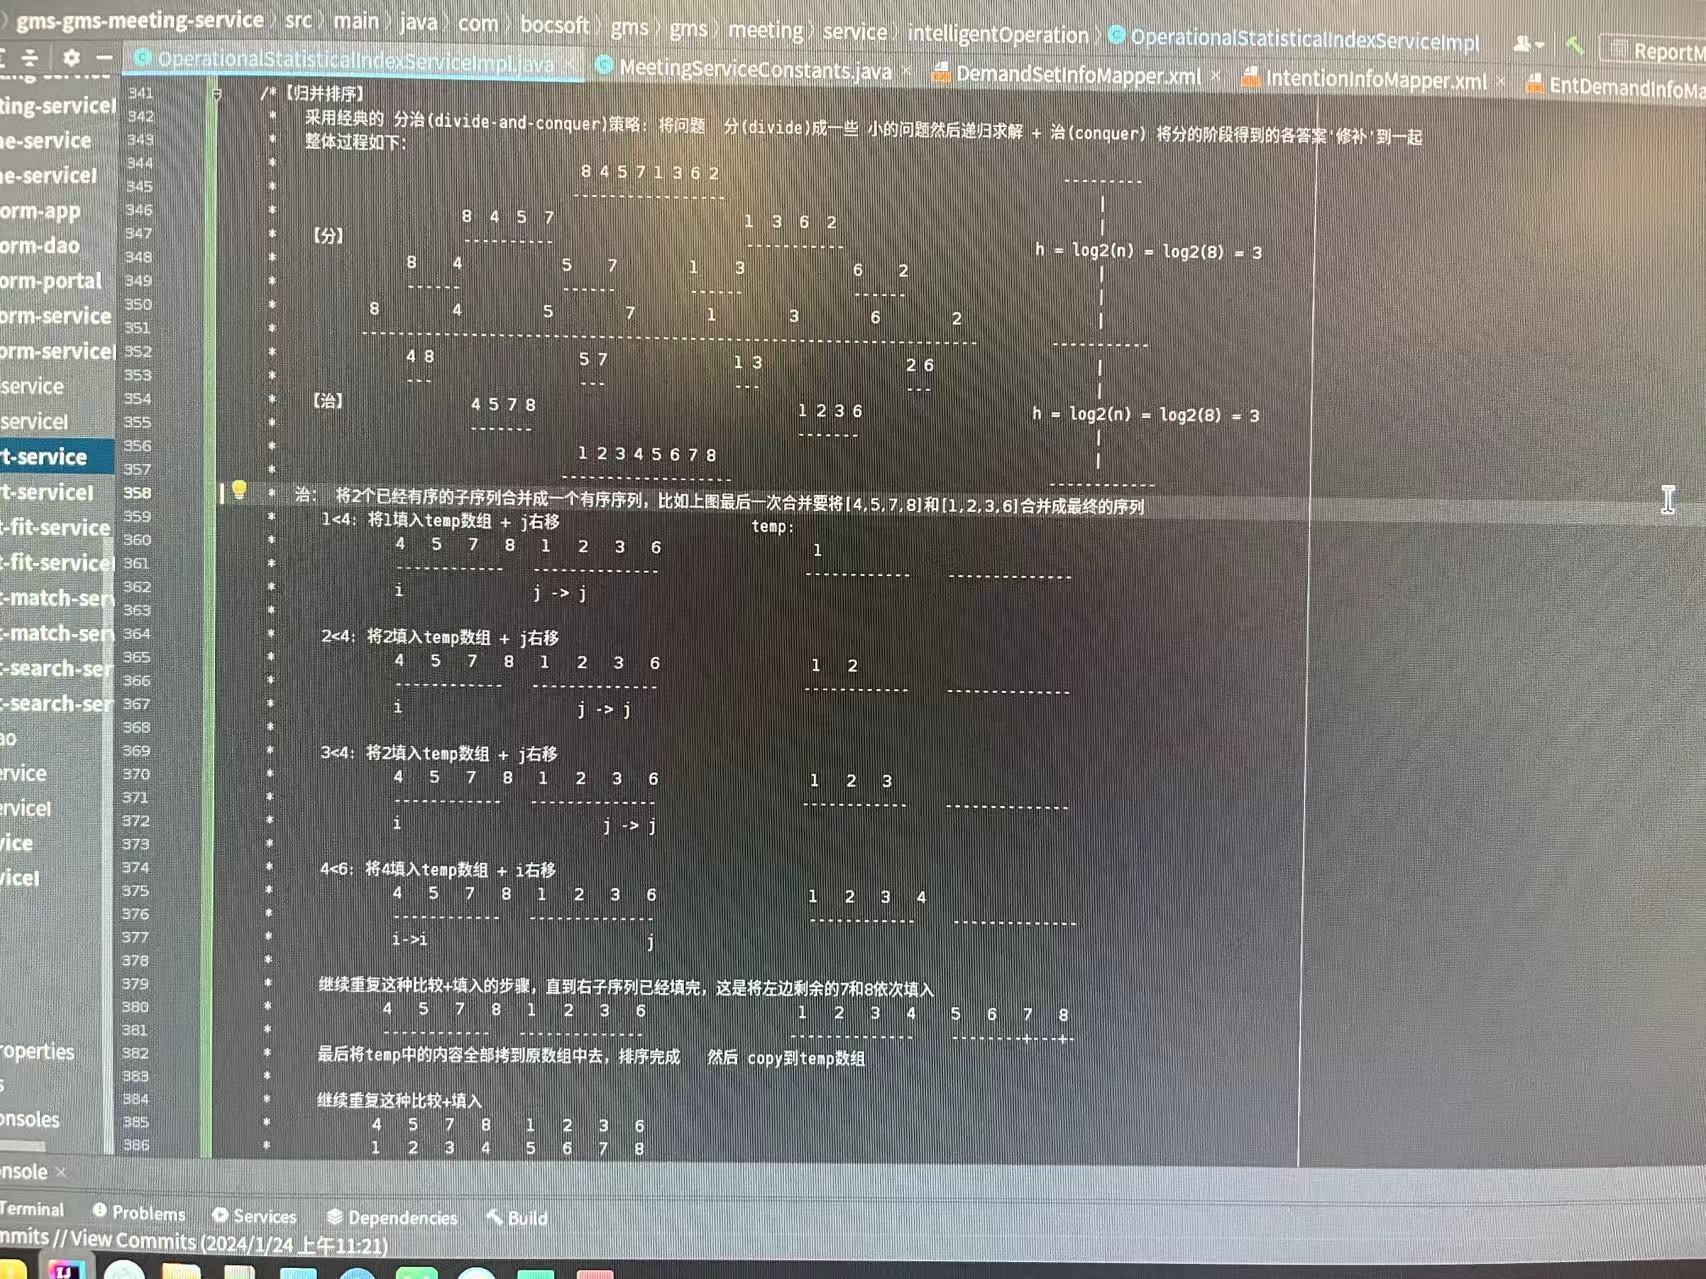 gms-gms-meeting-service 〉 src 〉 main 〉 java 〉 com 〉 bocsoft 〉 gms 〉 gms 〉 meeting 〉 service 〉 intelligentOperation 〉 OperationalStatisticalIndexServiceImpl
ReportM
OperationalStatisticalIndexServiceImpl.java × MeetingServiceConstants.java × DemandSetInfoMapper.xml × IntentionInfoMapper.xml × EntDemandInfoMa
ting-serviceI
ne-service
ne-serviceI
orm-app
orm-dao
orm-portal
orm-service
orm-serviceI
service
serviceI
t-service
t-serviceI
t-fit-service
t-fit-service
t-match-ser
t-match-ser
t-search-ser
t-search-ser
ao
ervice
erviceI
vice
viceI
roperties
s
onsoles
341 /*【归并排序】
342 * 采用经典的 分治(divide-and-conquer)策略: 将问题 分(divide)成一些 小的问题然后递归求解 + 治(conquer) 将分的阶段得到的各答案'修补'到一起
343 * 整体过程如下:
344 * 8 4 5 7 1 3 6 2
345 * ----------------- ---------
346 * 8 4 5 7 1 3 6 2 |
347 * 【分】 ---------- ----------- |
348 * 8 4 5 7 1 3 6 2 h = log2(n) = log2(8) = 3
349 * ------ ------ ------ ------ |
350 * 8 4 5 7 1 3 6 2 |
351 * -------------------------------------------------------------------- -----------
352 * 4 8 5 7 1 3 2 6 |
353 * --- --- --- --- |
354 * 【治】 4 5 7 8 1 2 3 6 h = log2(n) = log2(8) = 3
355 * ------- ------- |
356 * 1 2 3 4 5 6 7 8 |
357 * ------------------- ---------------
358 * 治: 将2个已经有序的子序列合并成一个有序序列, 比如上图最后一次合并要将[4,5,7,8]和[1,2,3,6]合并成最终的序列
359 * 1<4: 将1填入temp数组 + j右移 temp:
360 * 4 5 7 8 1 2 3 6 1
361 * ------------ -------------- ------------ --------------
362 * i j -> j
363 *
364 * 2<4: 将2填入temp数组 + j右移
365 * 4 5 7 8 1 2 3 6 1 2
366 * ------------ -------------- ------------ --------------
367 * i j -> j
368 *
369 * 3<4: 将2填入temp数组 + j右移
370 * 4 5 7 8 1 2 3 6 1 2 3
371 * ------------ -------------- ------------ --------------
372 * i j -> j
373 *
374 * 4<6: 将4填入temp数组 + i右移
375 * 4 5 7 8 1 2 3 6 1 2 3 4
376 * ------------ -------------- ------------ --------------
377 * i->i j
378 *
379 * 继续重复这种比较+填入的步骤, 直到右子序列已经填完, 这是将左边剩余的7和8依次填入
380 * 4 5 7 8 1 2 3 6 1 2 3 4 5 6 7 8
381 * ------------ -------------- -------------- --------+---+-
382 * 最后将temp中的内容全部拷到原数组中去, 排序完成 然后 copy到temp数组
383 *
384 * 继续重复这种比较+填入
385 * 4 5 7 8 1 2 3 6
386 * 1 2 3 4 5 6 7 8
nsole ×
Terminal Problems Services Dependencies Build
mmits // View Commits (2024/1/24 上午11:21)